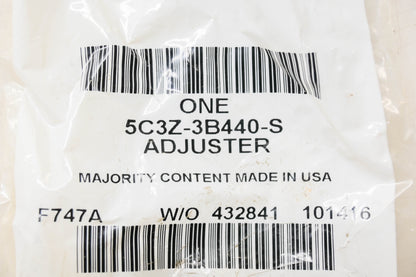 ONE
5C3Z-3B440-S
ADJUSTER
MAJORITY CONTENT MADE IN USA
F747A W/O 432841 101416